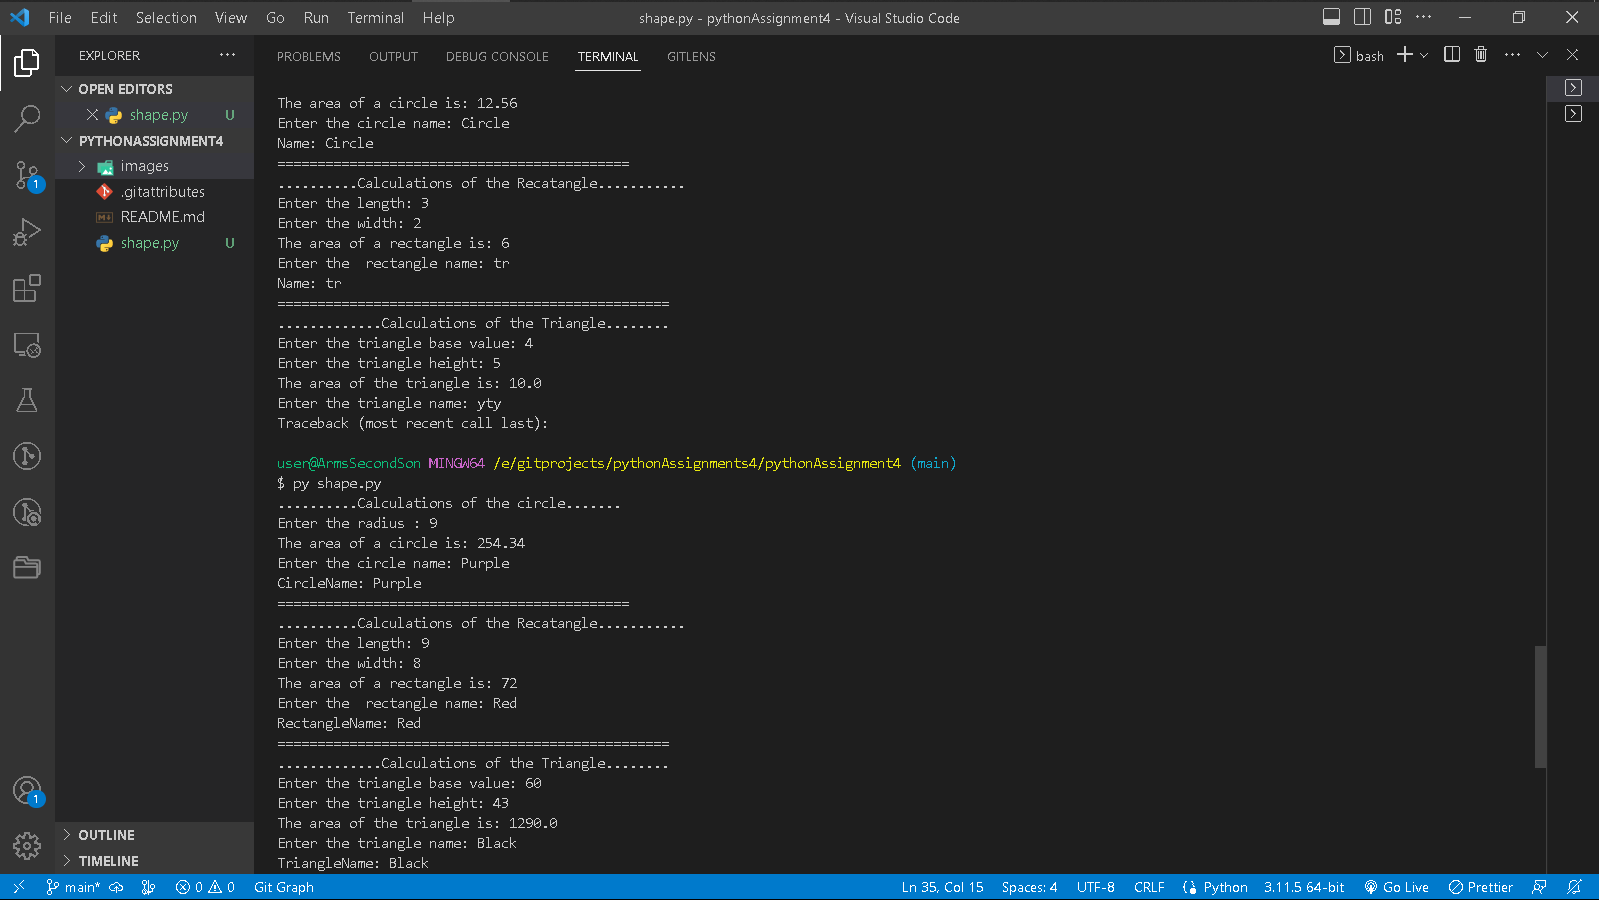 File Edit Selection View Go Run Terminal Help
shape.py - pythonAssignment4 - Visual Studio Code
EXPLORER
OPEN EDITORS
shape.py U
PYTHONASSIGNMENT4
images
.gitattributes
README.md
shape.py U
1
1
OUTLINE
TIMELINE
PROBLEMS OUTPUT DEBUG CONSOLE TERMINAL GITLENS
bash
The area of a circle is: 12.56
Enter the circle name: Circle
Name: Circle
============================================
..........Calculations of the Recatangle...........
Enter the length: 3
Enter the width: 2
The area of a rectangle is: 6
Enter the  rectangle name: tr
Name: tr
=================================================
.............Calculations of the Triangle........
Enter the triangle base value: 4
Enter the triangle height: 5
The area of the triangle is: 10.0
Enter the triangle name: yty
Traceback (most recent call last):
user@ArmsSecondSon MINGW64 /e/gitprojects/pythonAssignments4/pythonAssignment4 (main)
$ py shape.py
..........Calculations of the circle.......
Enter the radius : 9
The area of a circle is: 254.34
Enter the circle name: Purple
CircleName: Purple
============================================
..........Calculations of the Recatangle...........
Enter the length: 9
Enter the width: 8
The area of a rectangle is: 72
Enter the  rectangle name: Red
RectangleName: Red
=================================================
.............Calculations of the Triangle........
Enter the triangle base value: 60
Enter the triangle height: 43
The area of the triangle is: 1290.0
Enter the triangle name: Black
TriangleName: Black
main* 0 0 Git Graph Ln 35, Col 15 Spaces: 4 UTF-8 CRLF Python 3.11.5 64-bit Go Live Prettier